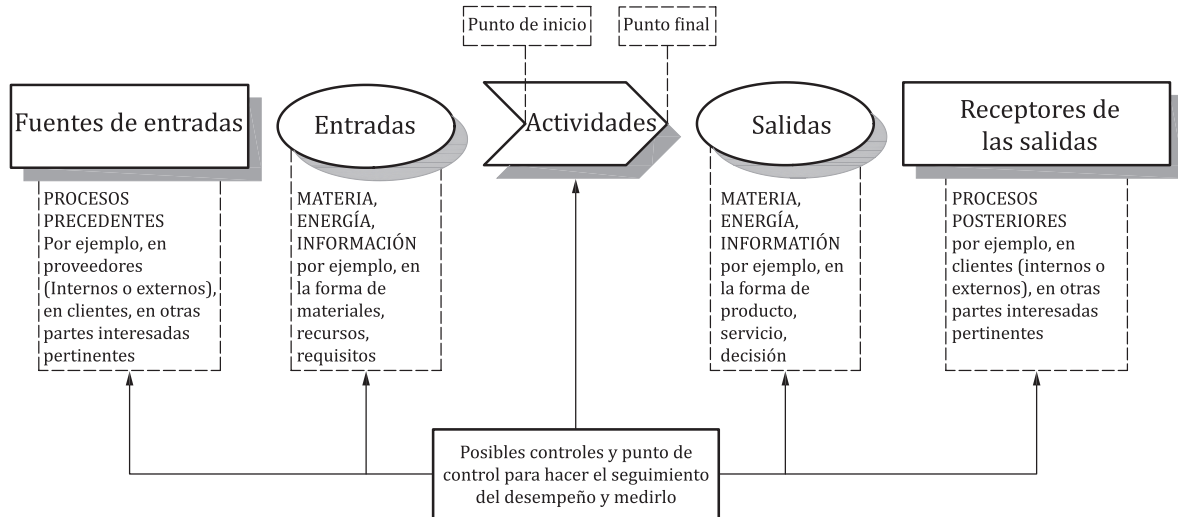 Punto de inicio
Punto final
Fuentes de entradas
Entradas
Actividades
Salidas
Receptores de
las salidas
PROCESOS
PRECEDENTES
Por ejemplo, en
proveedores
(Internos o externos),
en clientes, en otras
partes interesadas
pertinentes
MATERIA,
ENERGÍA,
INFORMACIÓN
por ejemplo, en
la forma de
materiales,
recursos,
requisitos
MATERIA,
ENERGÍA,
INFORMATIÓN
por ejemplo, en
la forma de
producto,
servicio,
decisión
PROCESOS
POSTERIORES
por ejemplo, en
clientes (internos o
externos), en otras
partes interesadas
pertinentes
Posibles controles y punto de
control para hacer el seguimiento
del desempeño y medirlo